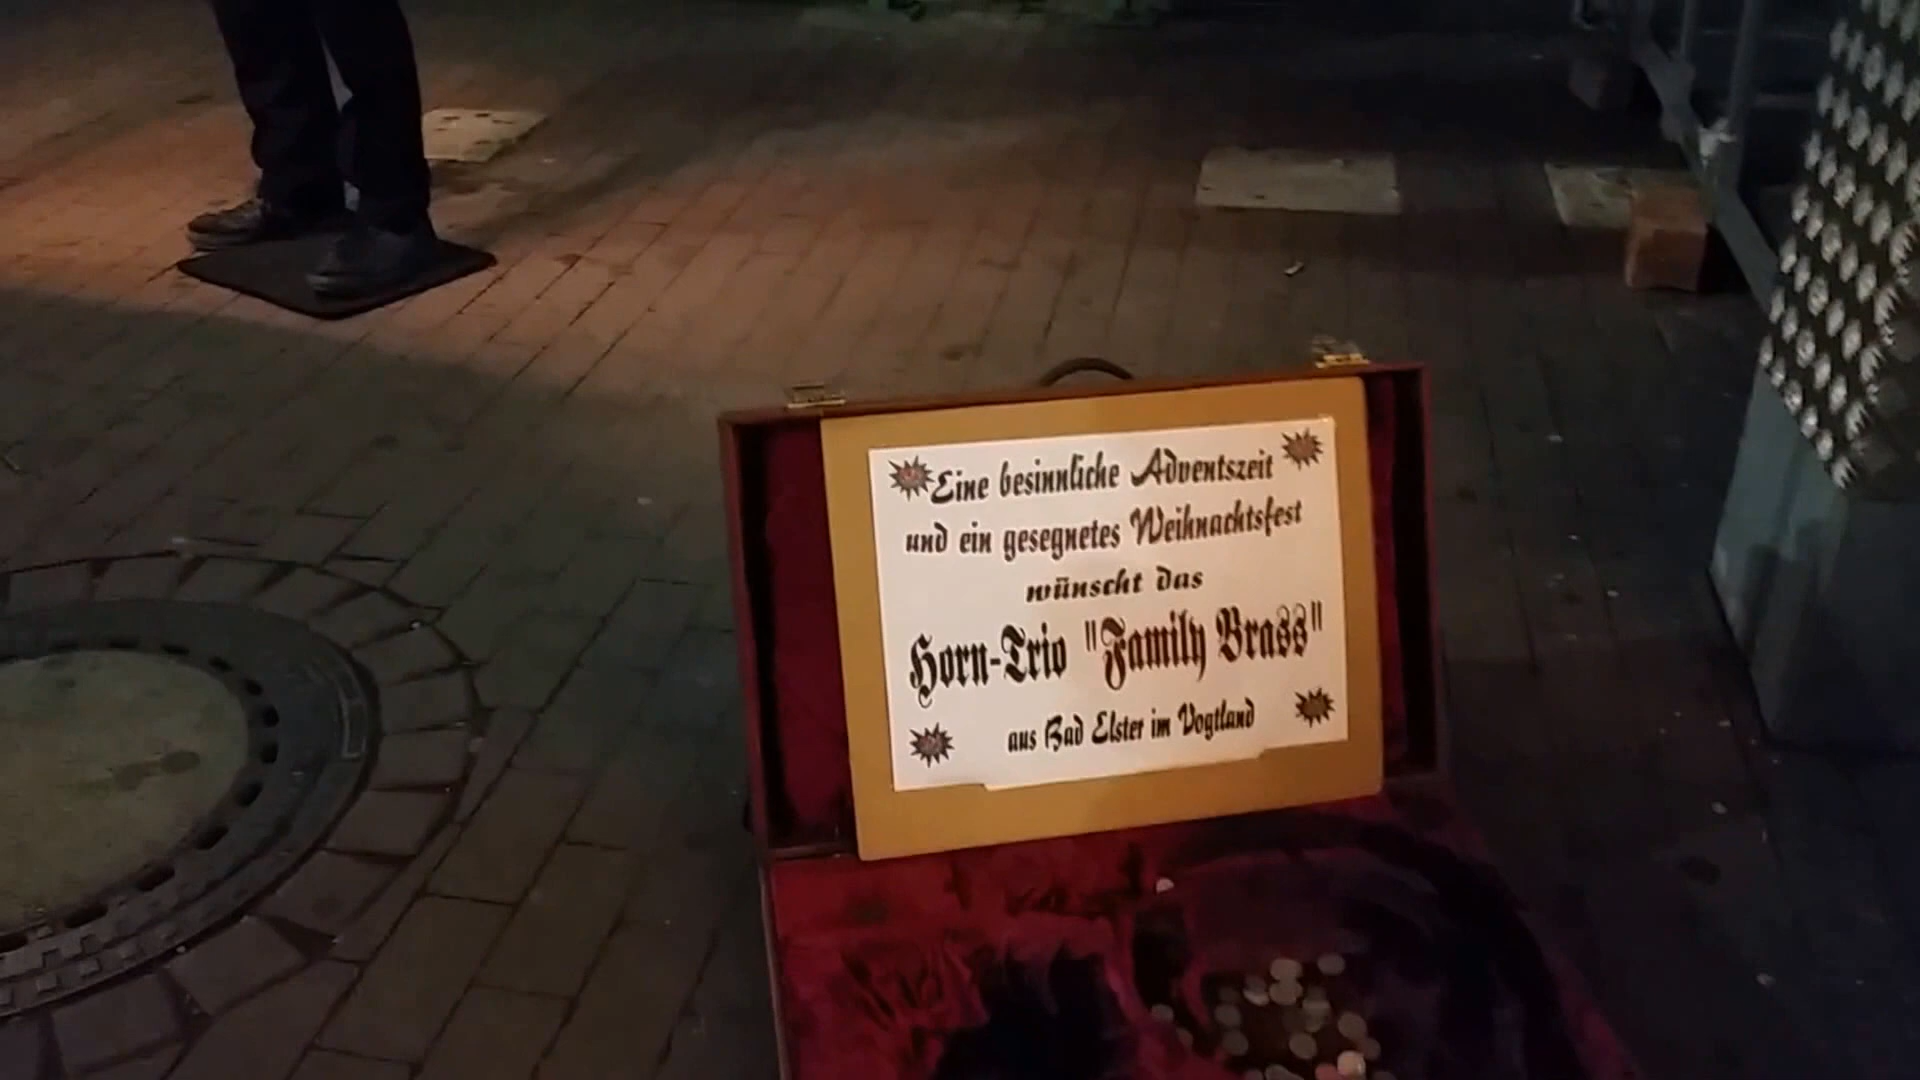 Eine besinnliche Adventszeit
und ein gesegnetes Weihnachtsfest
wünscht das
Horn-Trio "Family Brass"
aus Bad Elster im Vogtland